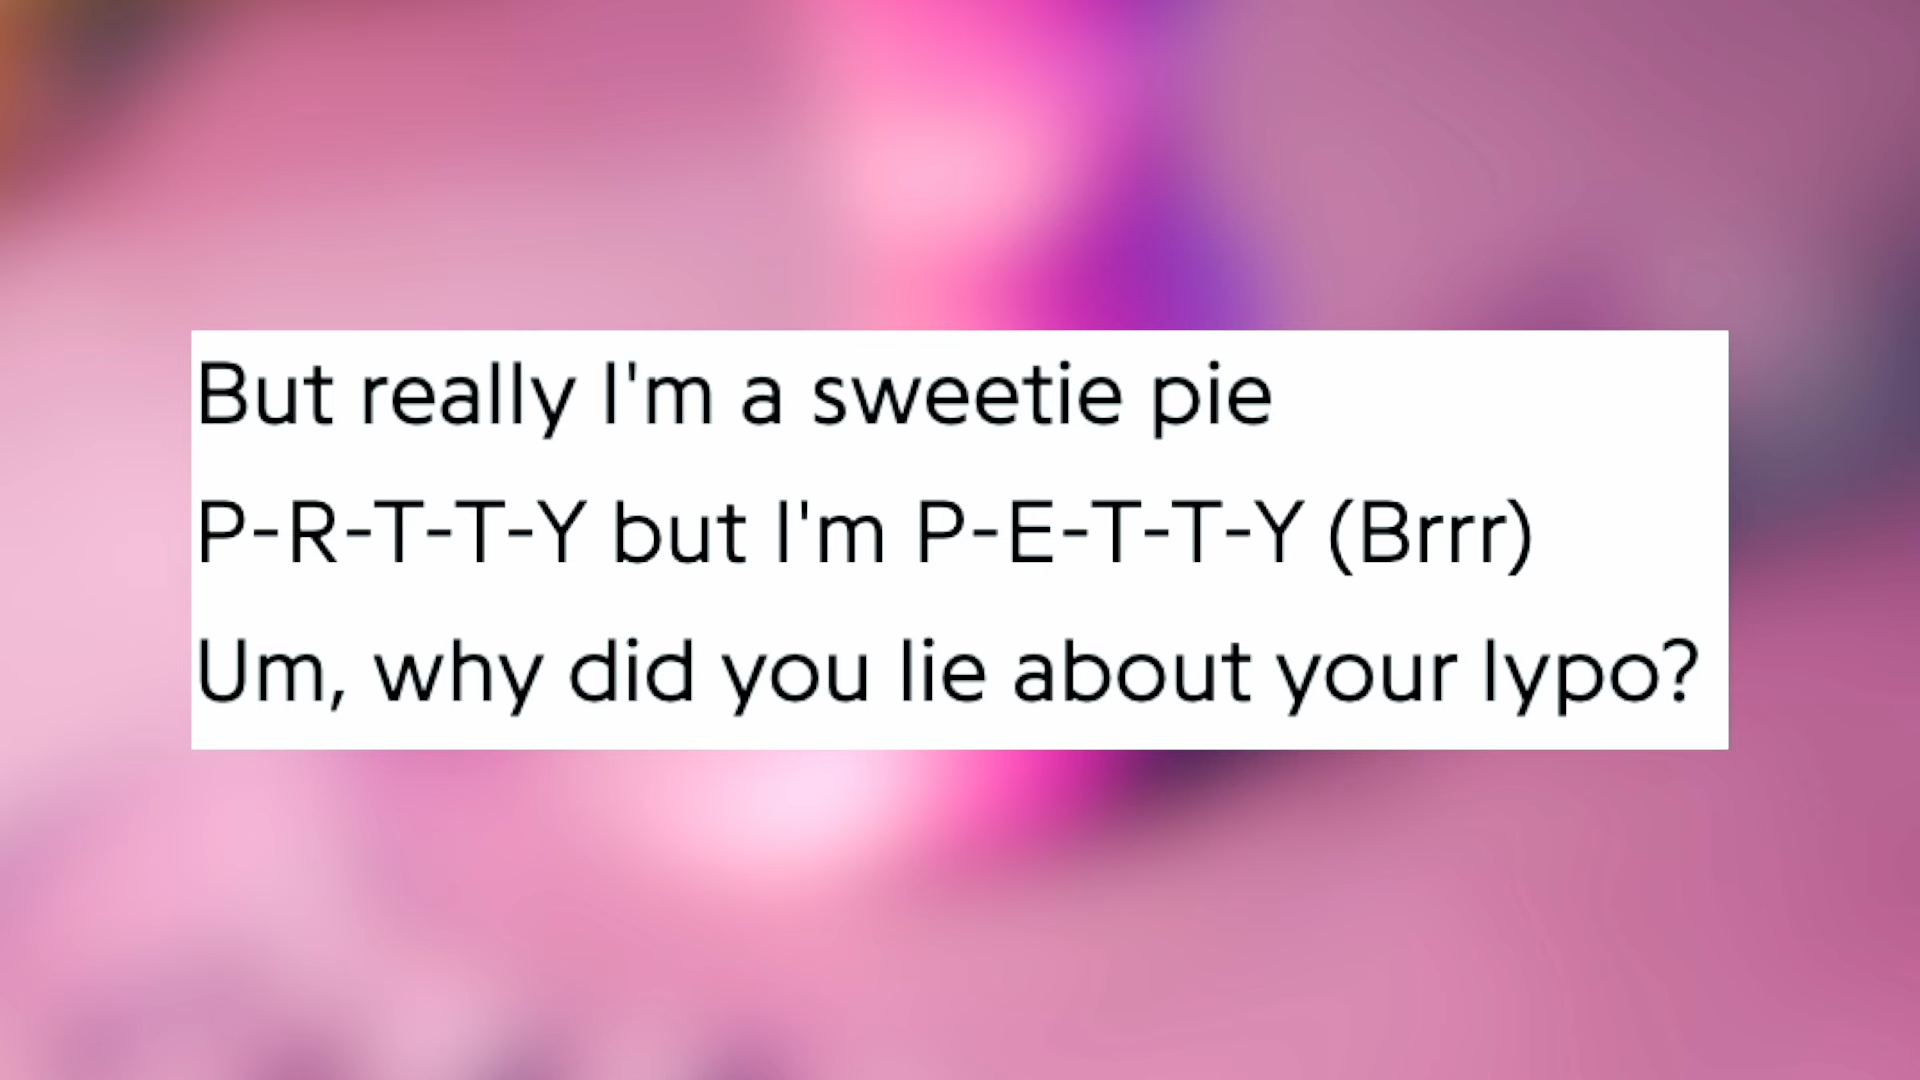 But really I'm a sweetie pie
P-R-T-T-Y but I'm P-E-T-T-Y (Brrr)
Um, why did you lie about your lypo?